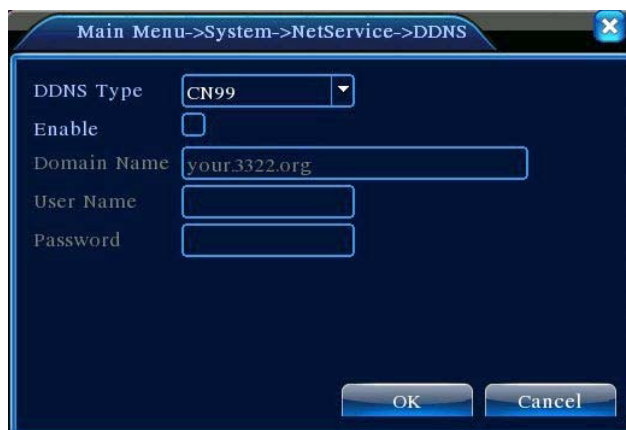 Main Menu->System->NetService->DDNS
DDNS Type CN99
Enable
Domain Name your.3322.org
User Name
Password
OK Cancel